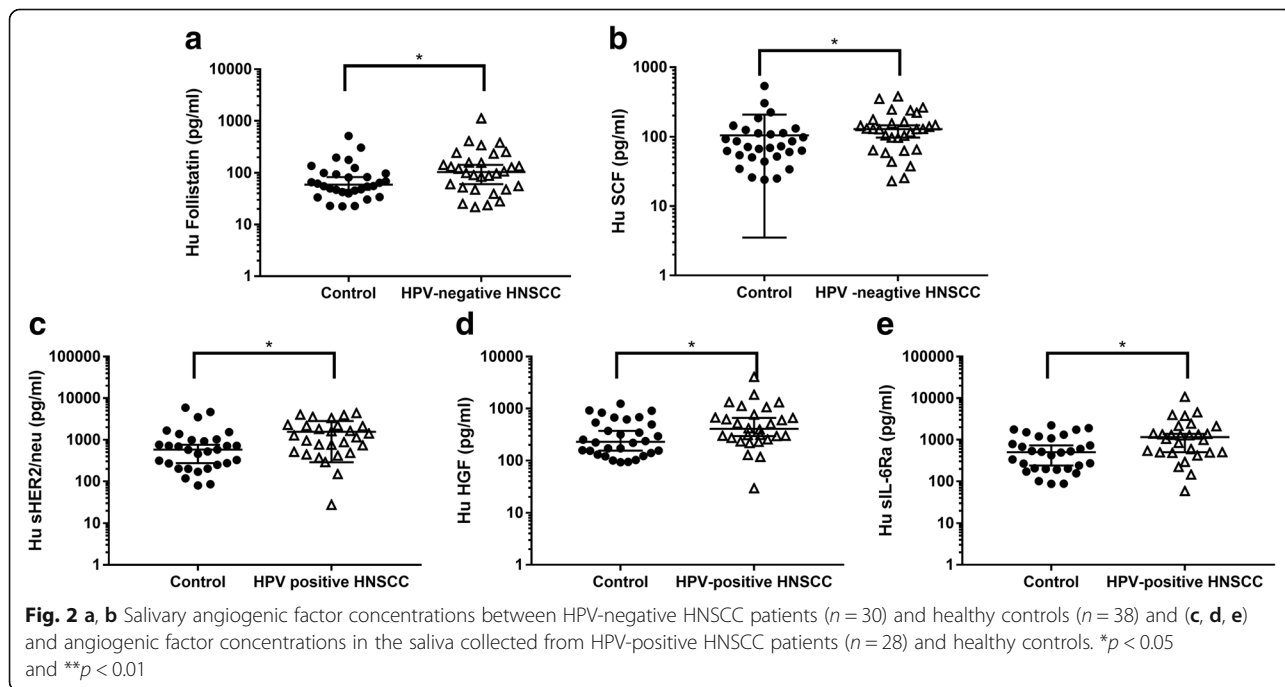 a
*
Hu Follistatin (pg/ml)
10000
1000
100
10
1
Control HPV-negative HNSCC
b
*
Hu SCF (pg/ml)
1000
100
10
1
Control HPV -neagtive HNSCC
c
*
Hu sHER2/neu (pg/ml)
100000
10000
1000
100
10
1
Control HPV positive HNSCC
d
*
Hu HGF (pg/ml)
10000
1000
100
10
1
Control HPV-positive HNSCC
e
*
Hu sIL-6Ra (pg/ml)
100000
10000
1000
100
10
1
Control HPV-positive HNSCC
Fig. 2 a, b Salivary angiogenic factor concentrations between HPV-negative HNSCC patients (n = 30) and healthy controls (n = 38) and (c, d, e)
and angiogenic factor concentrations in the saliva collected from HPV-positive HNSCC patients (n = 28) and healthy controls. *p < 0.05
and **p < 0.01